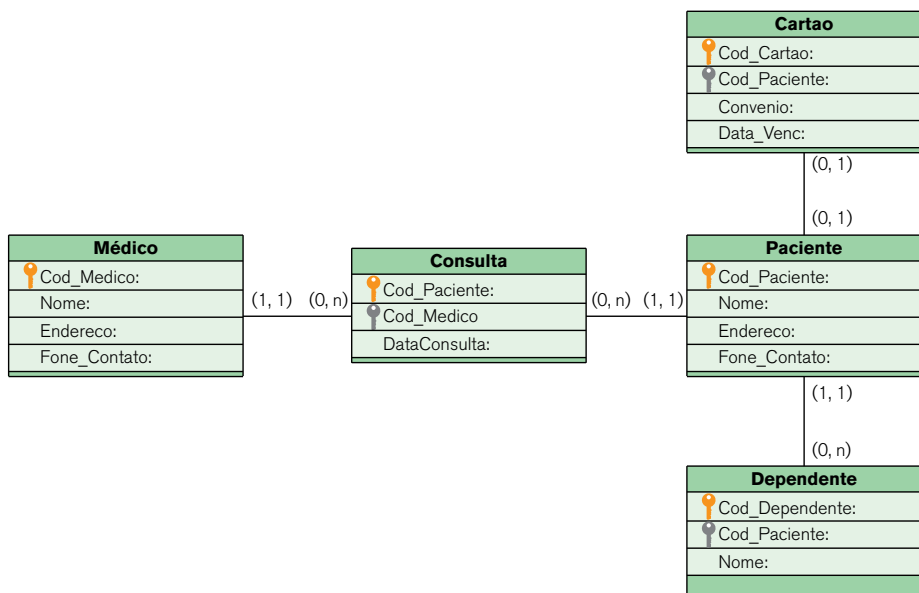 Cartao
Cod_Cartao:
Cod_Paciente:
Convenio:
Data_Venc:
(0, 1)
(0, 1)
Médico
Cod_Medico:
Nome:
Endereco:
Fone_Contato:
(1, 1) (0, n)
Consulta
Cod_Paciente:
Cod_Medico
DataConsulta:
(0, n) (1, 1)
Paciente
Cod_Paciente:
Nome:
Endereco:
Fone_Contato:
(1, 1)
(0, n)
Dependente
Cod_Dependente:
Cod_Paciente:
Nome: